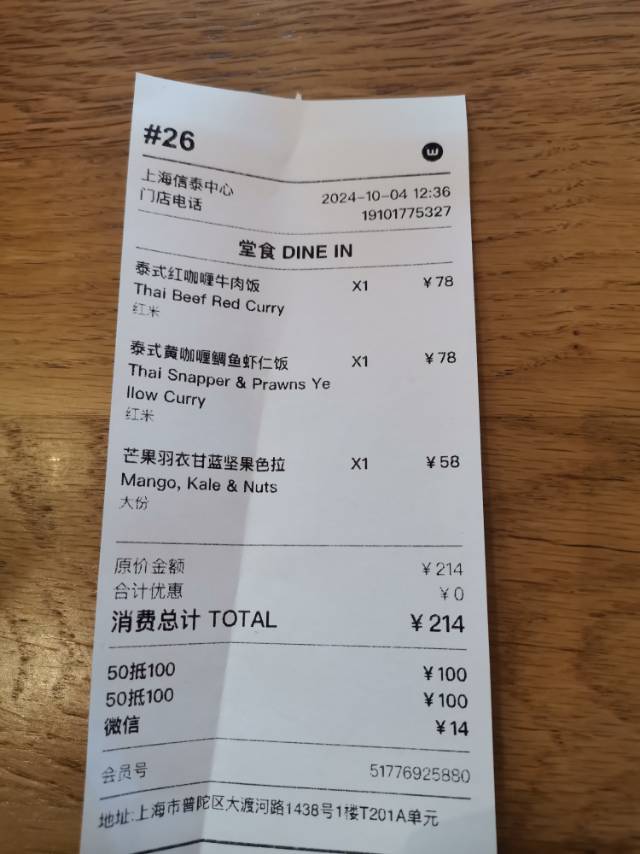 #26
上海信泰中心
2024-10-04 12:36
门店电话
19101775327
堂食 DINE IN
泰式红咖喱牛肉饭 X1 ¥78
Thai Beef Red Curry
红米
泰式黄咖喱鲷鱼虾仁饭 X1 ¥78
Thai Snapper & Prawns Ye
llow Curry
红米
芒果羽衣甘蓝坚果色拉 X1 ¥58
Mango, Kale & Nuts
大份
原价金额 ¥214
合计优惠 ¥0
消费总计 TOTAL ¥214
50抵100 ¥100
50抵100 ¥100
微信 ¥14
会员号 51776925880
地址:上海市普陀区大渡河路1438号1楼T201A单元